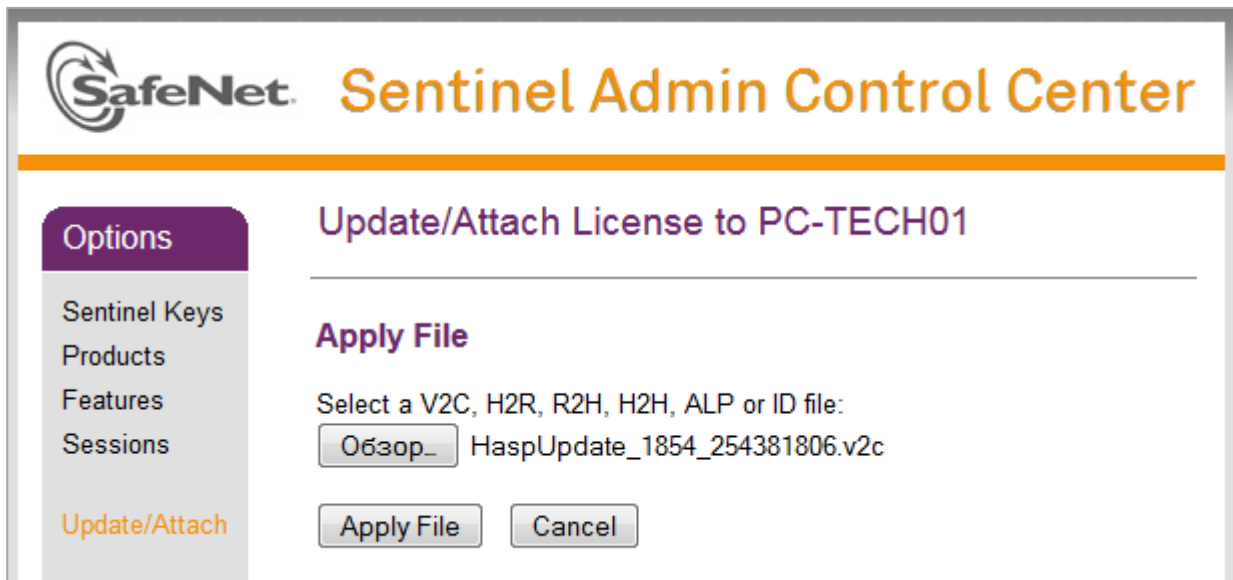 SafeNet. Sentinel Admin Control Center
Options
Update/Attach License to PC-TECH01
Sentinel Keys
Products
Features
Sessions
Update/Attach
Apply File
Select a V2C, H2R, R2H, H2H, ALP or ID file:
Обзор_ HaspUpdate_1854_254381806.v2c
Apply File Cancel